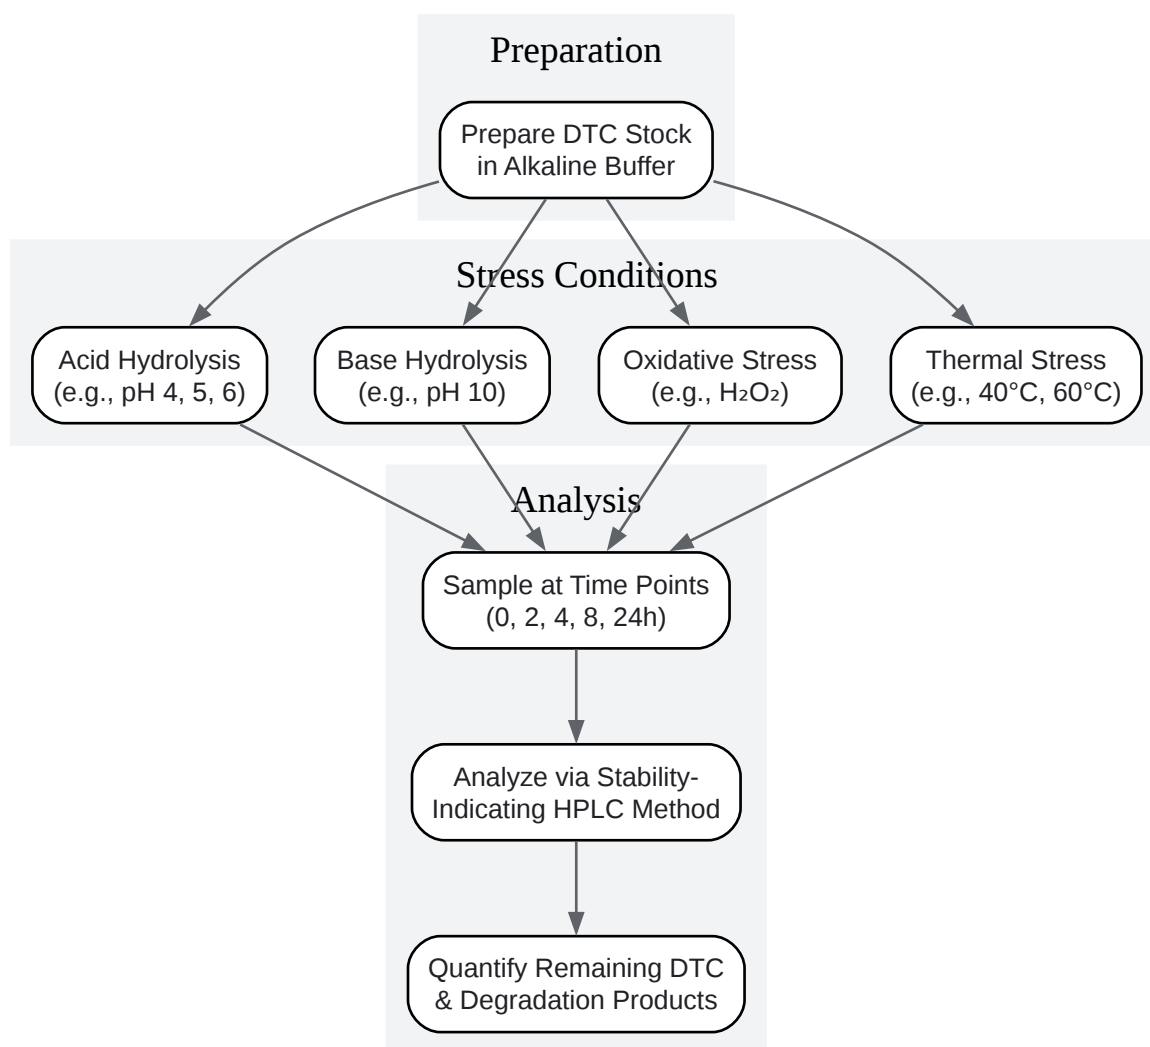 Preparation
Prepare DTC Stock
in Alkaline Buffer
Stress Conditions
Acid Hydrolysis
(e.g., pH 4, 5, 6)
Base Hydrolysis
(e.g., pH 10)
Oxidative Stress
(e.g., H₂O₂)
Thermal Stress
(e.g., 40°C, 60°C)
Analysis
Sample at Time Points
(0, 2, 4, 8, 24h)
Analyze via Stability-
Indicating HPLC Method
Quantify Remaining DTC
& Degradation Products